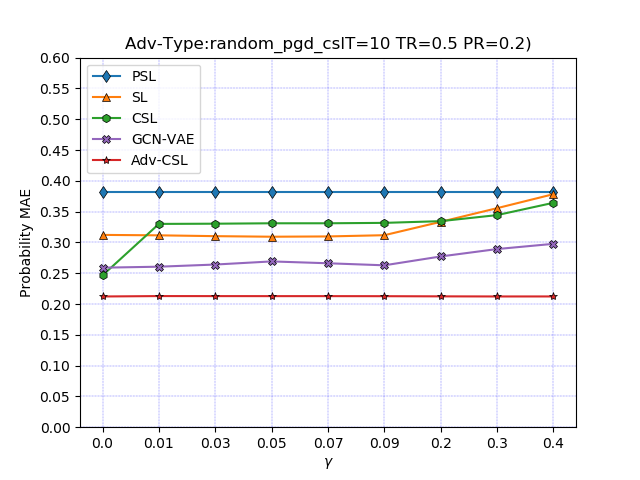 Adv-Type:random_pgd_cslT=10 TR=0.5 PR=0.2)
0.60
0.55
0.50
0.45
0.40
0.35
0.30
0.25
0.20
0.15
0.10
0.05
0.00
Probability MAE
PSL
SL
CSL
GCN-VAE
Adv-CSL
0.0 0.01 0.03 0.05 0.07 0.09 0.2 0.3 0.4
γ